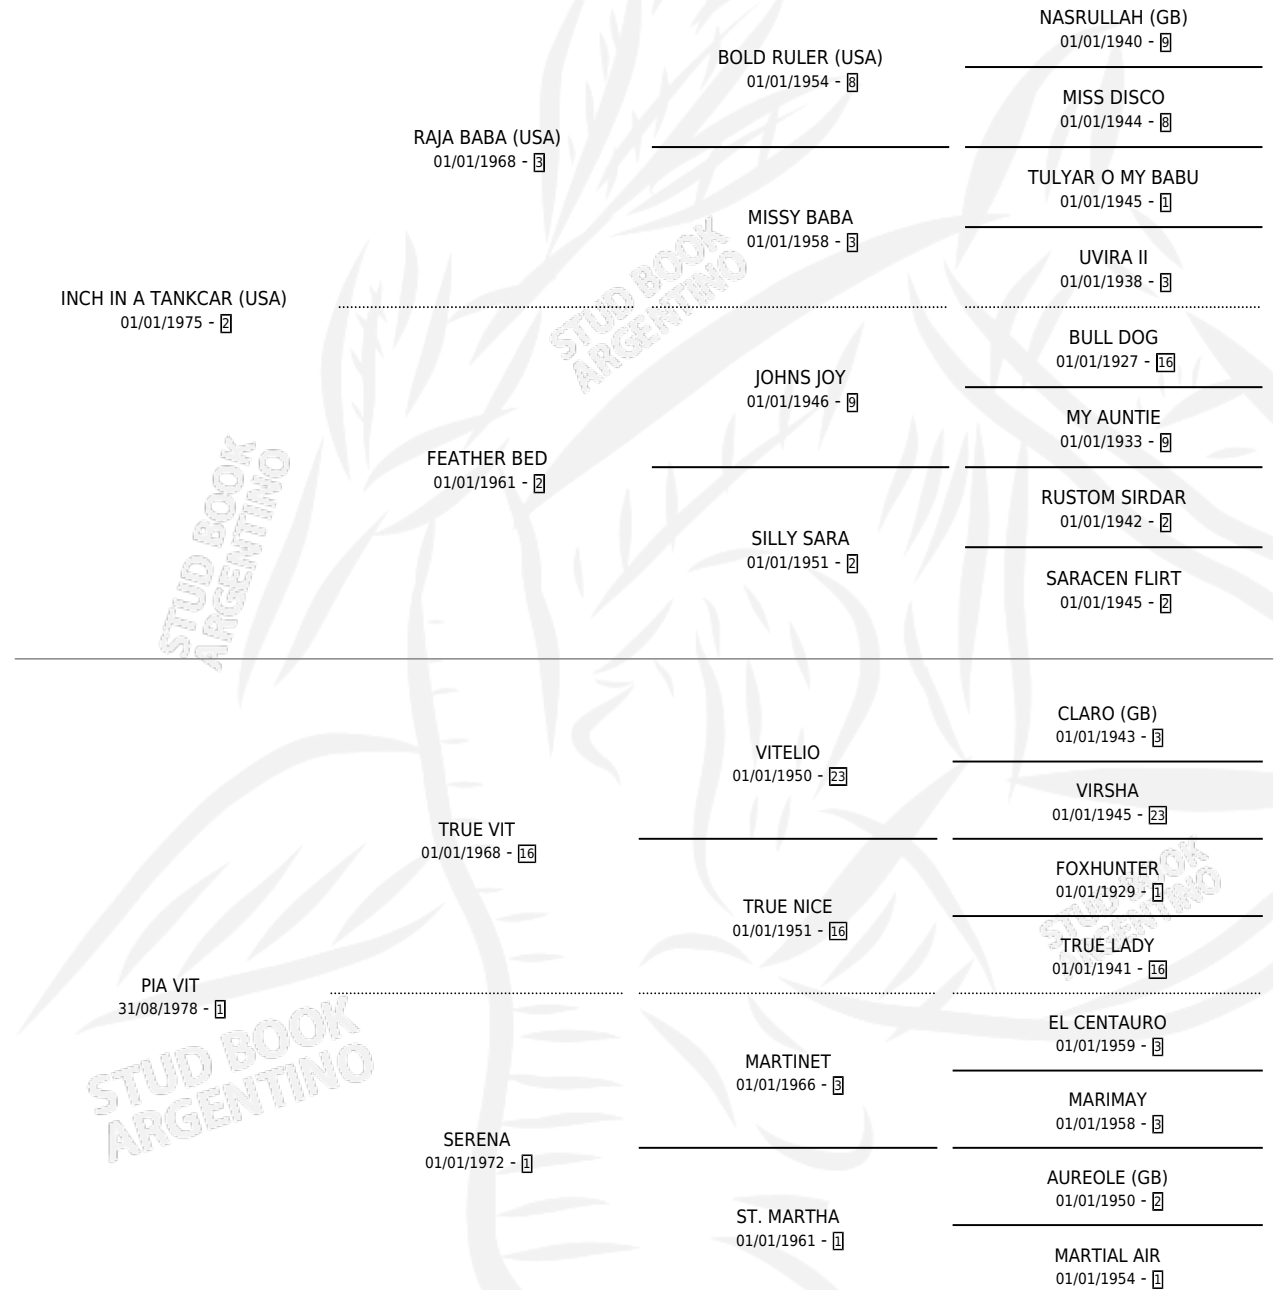 NASRULLAH (GB)
01/01/1940 - 9
BOLD RULER (USA)
01/01/1954 - 8
MISS DISCO
01/01/1944 - 8
RAJA BABA (USA)
01/01/1968 - 3
TULYAR O MY BABU
01/01/1945 - 1
MISSY BABA
01/01/1958 - 3
UVIRA II
01/01/1938 - 3
INCH IN A TANKCAR (USA)
01/01/1975 - 2
BULL DOG
01/01/1927 - 16
JOHNS JOY
01/01/1946 - 9
MY AUNTIE
01/01/1933 - 9
FEATHER BED
01/01/1961 - 2
RUSTOM SIRDAR
01/01/1942 - 2
SILLY SARA
01/01/1951 - 2
SARACEN FLIRT
01/01/1945 - 2
CLARO (GB)
01/01/1943 - 3
VITELIO
01/01/1950 - 23
VIRSHA
01/01/1945 - 23
TRUE VIT
01/01/1968 - 16
FOXHUNTER
01/01/1929 - 1
TRUE NICE
01/01/1951 - 16
TRUE LADY
01/01/1941 - 16
PIA VIT
31/08/1978 - 1
EL CENTAURO
01/01/1959 - 3
MARTINET
01/01/1966 - 3
MARIMAY
01/01/1958 - 3
SERENA
01/01/1972 - 1
AUREOLE (GB)
01/01/1950 - 2
ST. MARTHA
01/01/1961 - 1
MARTIAL AIR
01/01/1954 - 1
STUD BOOK
ARGENTINO
STUD BOOK
ARGENTINO
STUD BOOK
ARGENTINO
STUD BOOK
ARGENTINO